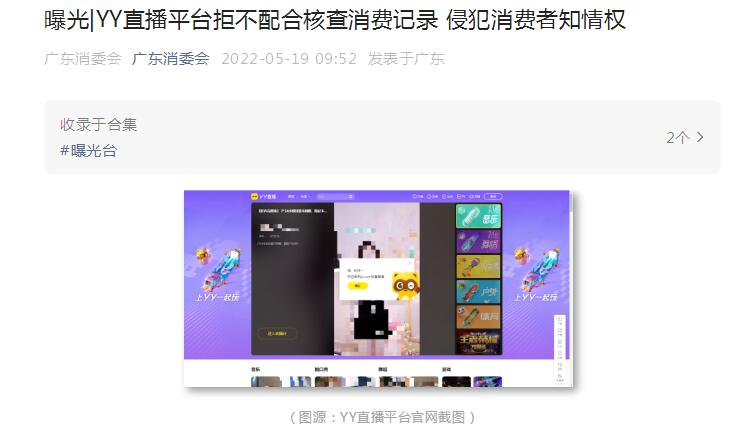 曝光|YY直播平台拒不配合核查消费记录 侵犯消费者知情权
广东消委会 广东消委会 2022-05-19 09:52 发表于广东
收录于合集
#曝光台
2个
YY直播
音乐
舞蹈
户外
体育
王者荣耀
上YY一起玩
上YY一起玩
音乐
脱口秀
舞蹈
游戏
(图源：YY直播平台官网截图)